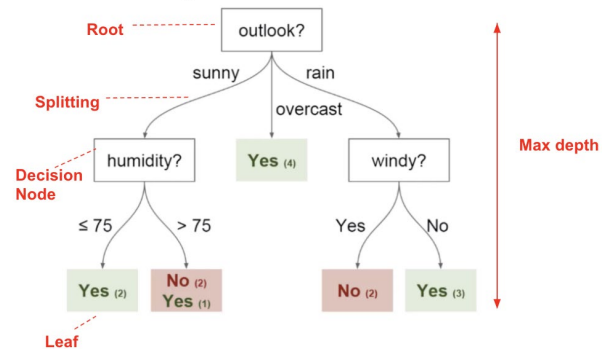 Root
outlook?
sunny
rain
Splitting
overcast
Max depth
humidity?
Yes (4)
windy?
Decision
Node
≤ 75
> 75
Yes
No
Yes (2)
No (2)
Yes (1)
No (2)
Yes (3)
Leaf